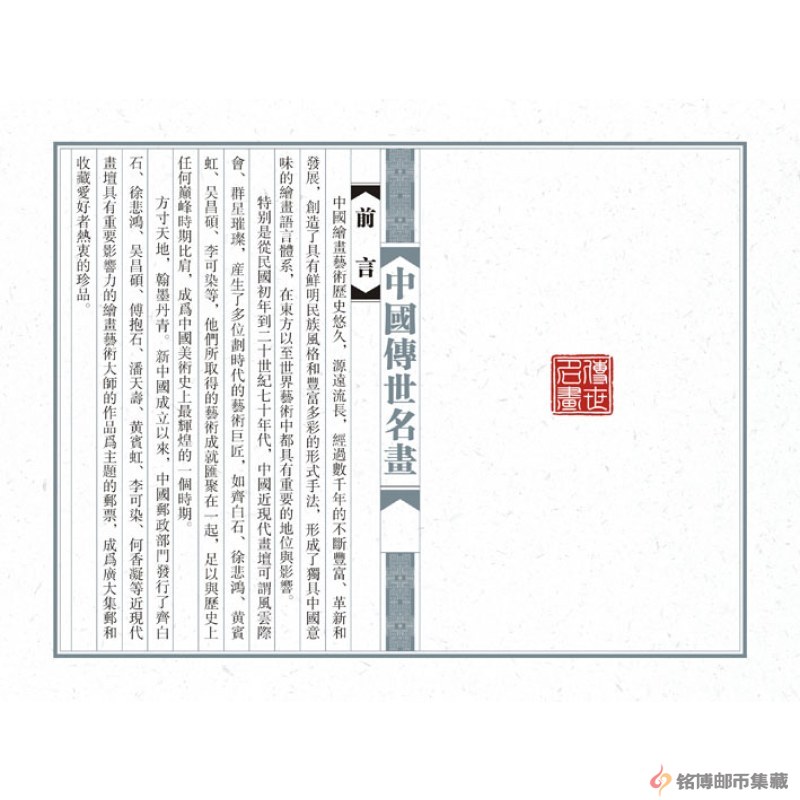 傳世名畫
中國傳世名畫
前言
中國繪畫藝術歷史悠久，源遠流長，經過數千年的不斷豐富、革新和
發展，創造了具有鮮明民族風格和豐富多彩的形式手法，形成了獨具中國意
味的繪畫語言體系，在東方以至世界藝術中都具有重要的地位與影響。
特别是從民國初年到二十世紀七十年代，中國近現代畫壇可謂風雲際
會、群星璀璨，産生了多位劃時代的藝術巨匠，如齊白石、徐悲鴻、黄賓
虹、吴昌碩、李可染等，他們所取得的藝術成就匯聚在一起，足以與歷史上
任何巔峰時期比肩，成爲中國美術史上最輝煌的一個時期。
方寸天地，翰墨丹青。新中國成立以來，中國郵政部門發行了齊白
石、徐悲鴻、吴昌碩、傅抱石、潘天壽、黄賓虹、李可染、何香凝等近現代
畫壇具有重要影響力的繪畫藝術大師的作品爲主題的郵票，成爲廣大集郵和
收藏愛好者熱衷的珍品。
铭博邮币集藏